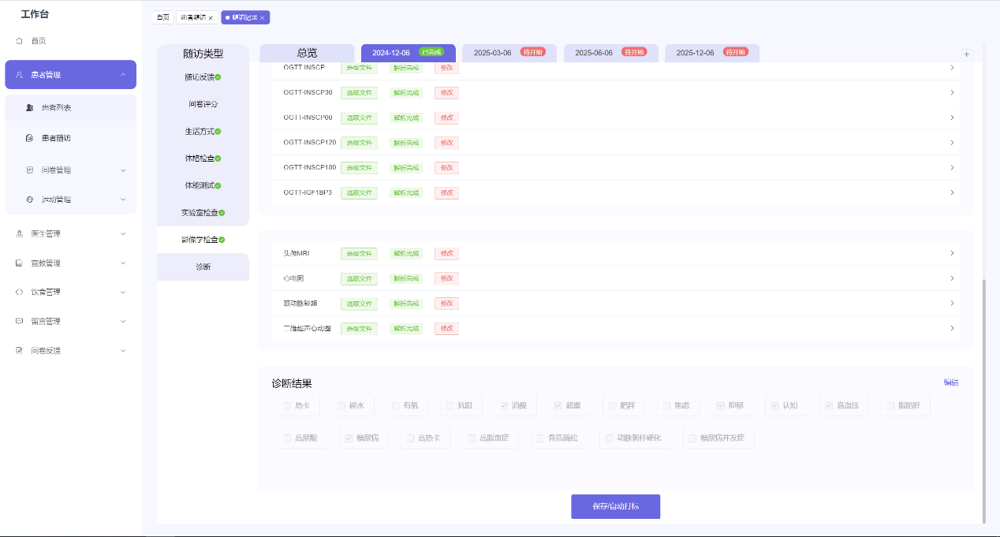 工作台
首页
患者管理
患者列表
患者随访
问卷管理
运动管理
医生管理
宣教管理
饮食管理
留言管理
问卷反馈
首页 患者随访 × 随访记录 ×
随访类型
随访反馈
问卷评分
生活方式
体格检查
体能测试
实验室检查
影像学检查
诊断
总览 2024-12-06 已完成 2025-03-06 待开始 2025-06-06 待开始 2025-12-06 待开始 +
OGTT-INSCP 选取文件 解析完成 修改
OGTT-INSCP30 选取文件 解析完成 修改
OGTT-INSCP60 选取文件 解析完成 修改
OGTT-INSCP120 选取文件 解析完成 修改
OGTT-INSCP180 选取文件 解析完成 修改
OGTT-IGF1BP3 选取文件 解析完成 修改
头颅MRI 选取文件 解析完成 修改
心电图 选取文件 解析完成 修改
颈动脉彩超 选取文件 解析完成 修改
二维超声心动图 选取文件 解析完成 修改
诊断结果 编辑
热卡 碳水 有氧 抗阻 消瘦 超重 肥胖 焦虑 抑郁 认知 高血压 脂肪肝
高尿酸 糖尿病 高热卡 高脂血症 骨质疏松 动脉粥样硬化 糖尿病并发症
保存/自动打标